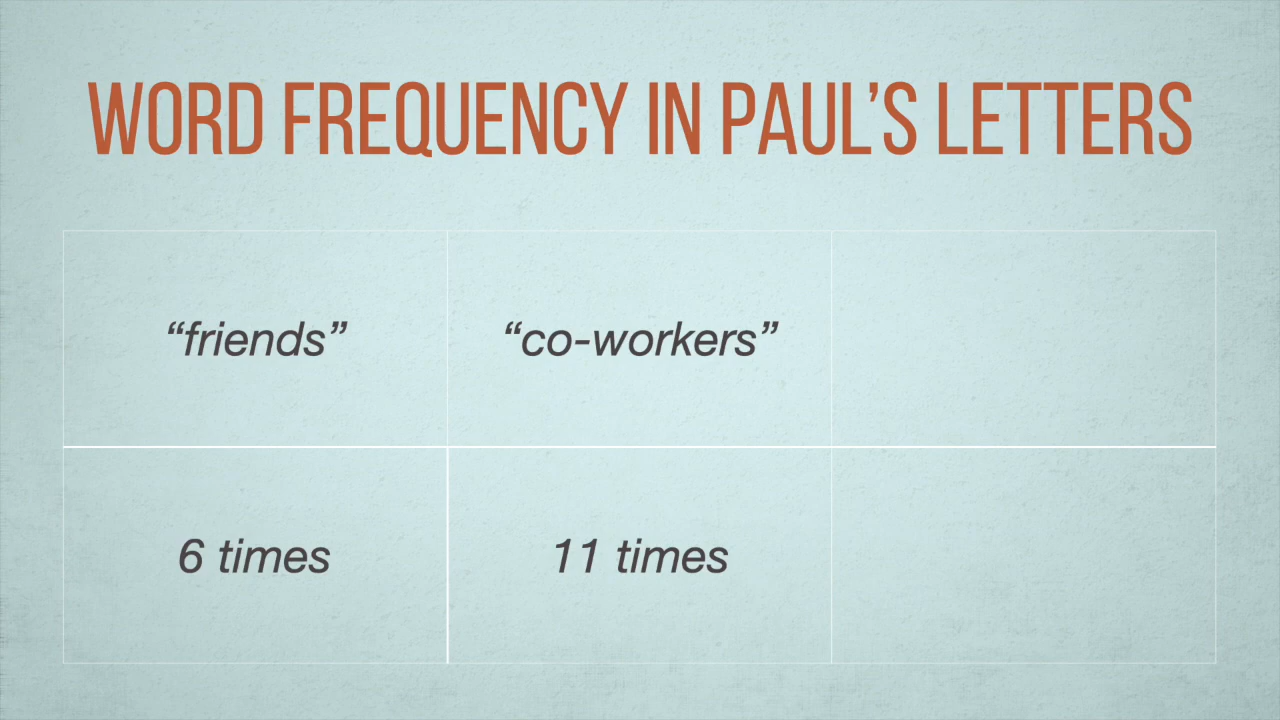 WORD FREQUENCY IN PAUL’S LETTERS
“friends” “co-workers”
6 times 11 times